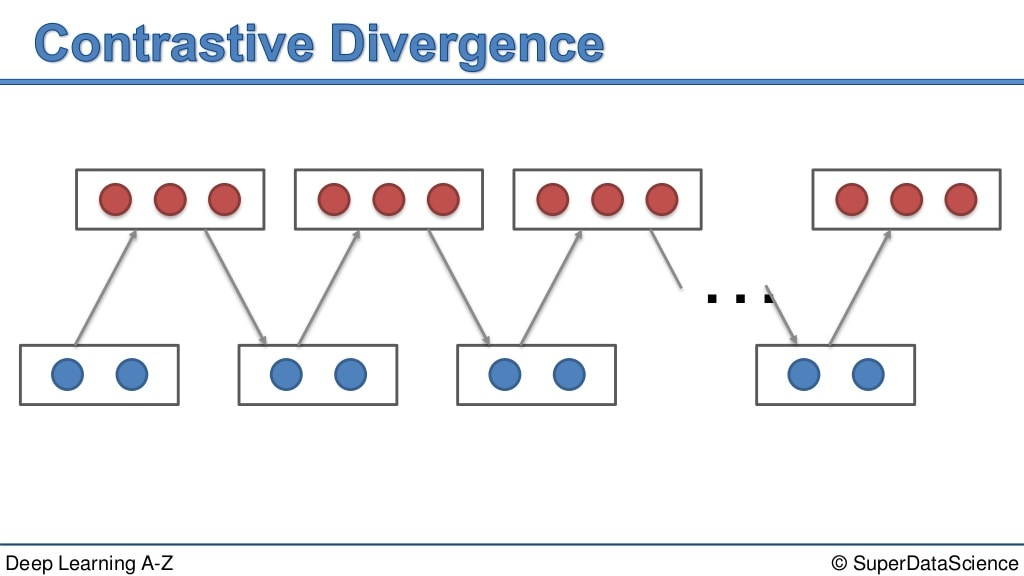 Contrastive Divergence
...
Deep Learning A-Z
© SuperDataScience